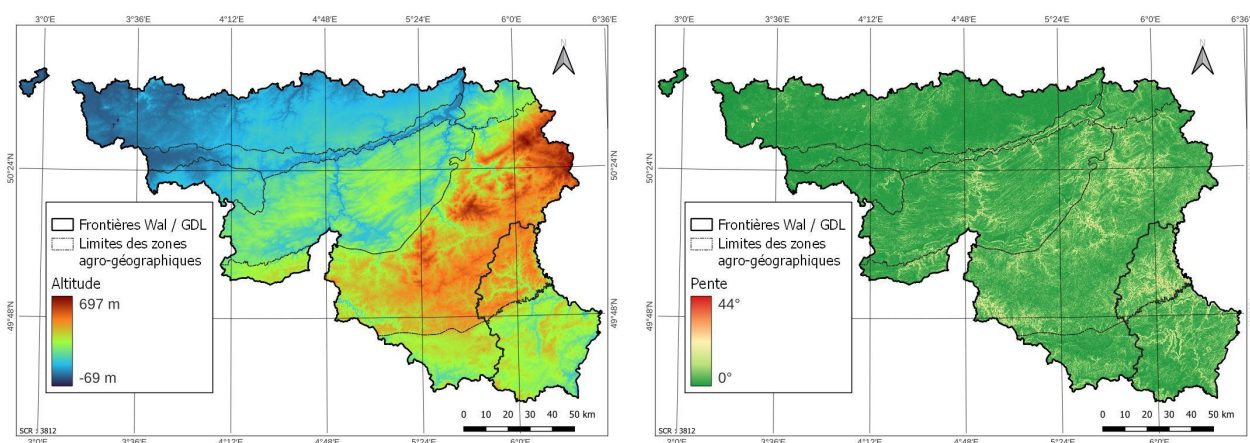 3°0'E 3°36'E 4°12'E 4°48'E 5°24'E 6°0'E 6°36'E
N
50°24'N
50°24'N
Frontières Wal / GDL
Limites des zones
agro-géographiques
Altitude
697 m
-69 m
49°48'N
49°48'N
0 10 20 30 40 50 km
SCR : 3812
3°0'E 3°36'E 4°12'E 4°48'E 5°24'E 6°0'E
3°0'E 3°36'E 4°12'E 4°48'E 5°24'E 6°0'E 6°36'E
N
50°24'N
50°24'N
Frontières Wal / GDL
Limites des zones
agro-géographiques
Pente
44°
0°
49°48'N
49°48'N
0 10 20 30 40 50 km
SCR : 3812
3°0'E 3°36'E 4°12'E 4°48'E 5°24'E 6°0'E